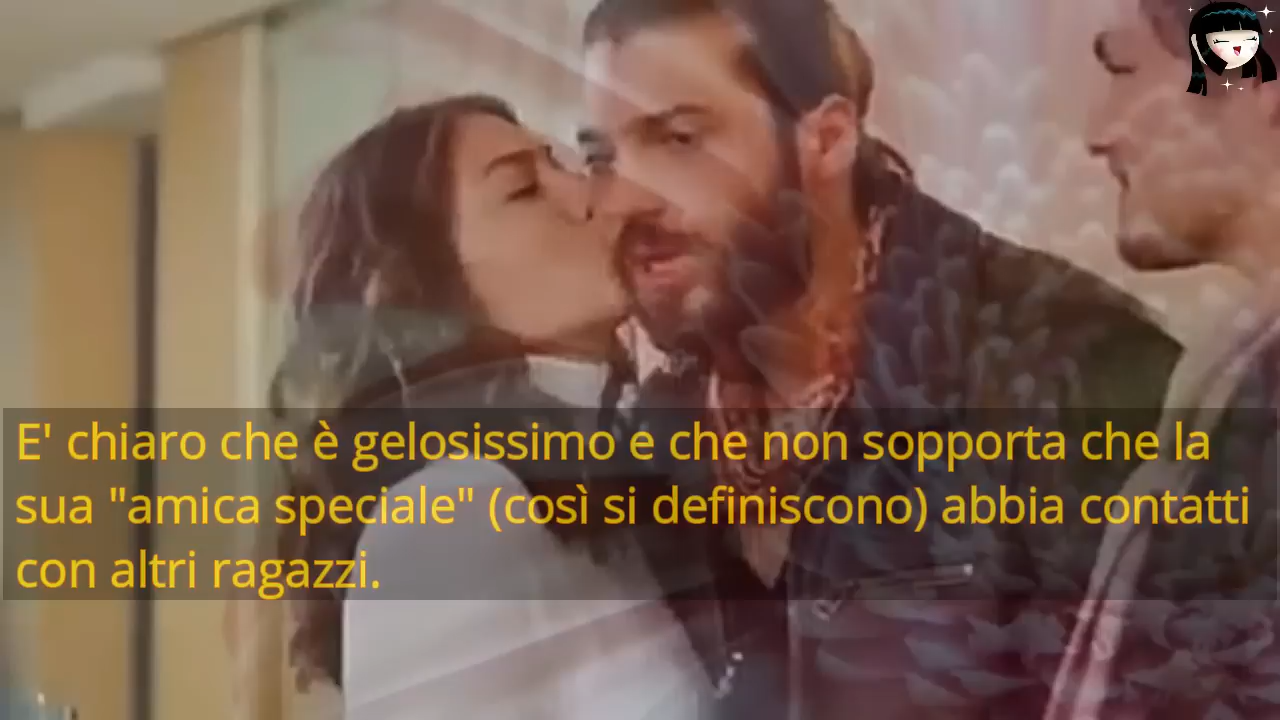 E' chiaro che è gelosissimo e che non sopporta che la
sua "amica speciale" (così si definiscono) abbia contatti
con altri ragazzi.